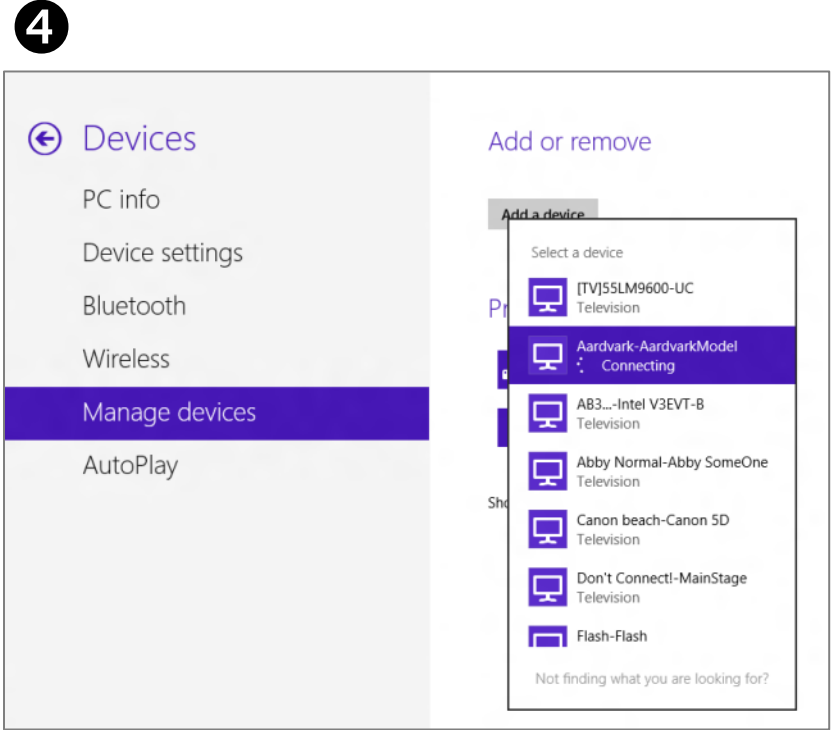 4
Devices
PC info
Device settings
Bluetooth
Wireless
Manage devices
AutoPlay
Add or remove
Add a device
Select a device
[TV]55LM9600-UC
Television
Aardvark-AardvarkModel
Connecting
AB3...-Intel V3EVT-B
Television
Abby Normal-Abby SomeOne
Television
Canon beach-Canon 5D
Television
Don't Connect!-MainStage
Television
Flash-Flash
Not finding what you are looking for?